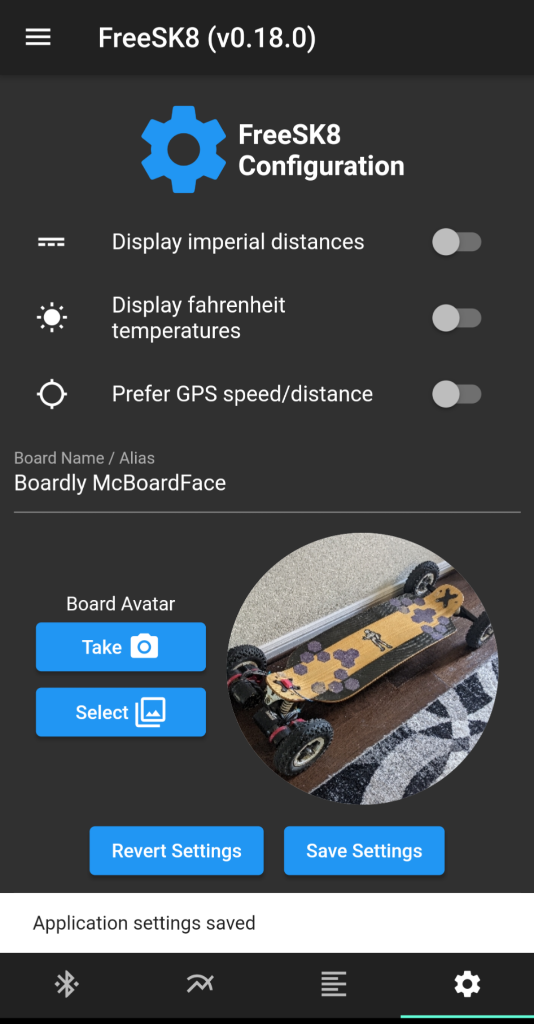 FreeSK8 (v0.18.0)
FreeSK8
Configuration
Display imperial distances
Display fahrenheit
temperatures
Prefer GPS speed/distance
Board Name / Alias
Boardly McBoardFace
Board Avatar
Take
Select
Revert Settings
Save Settings
Application settings saved